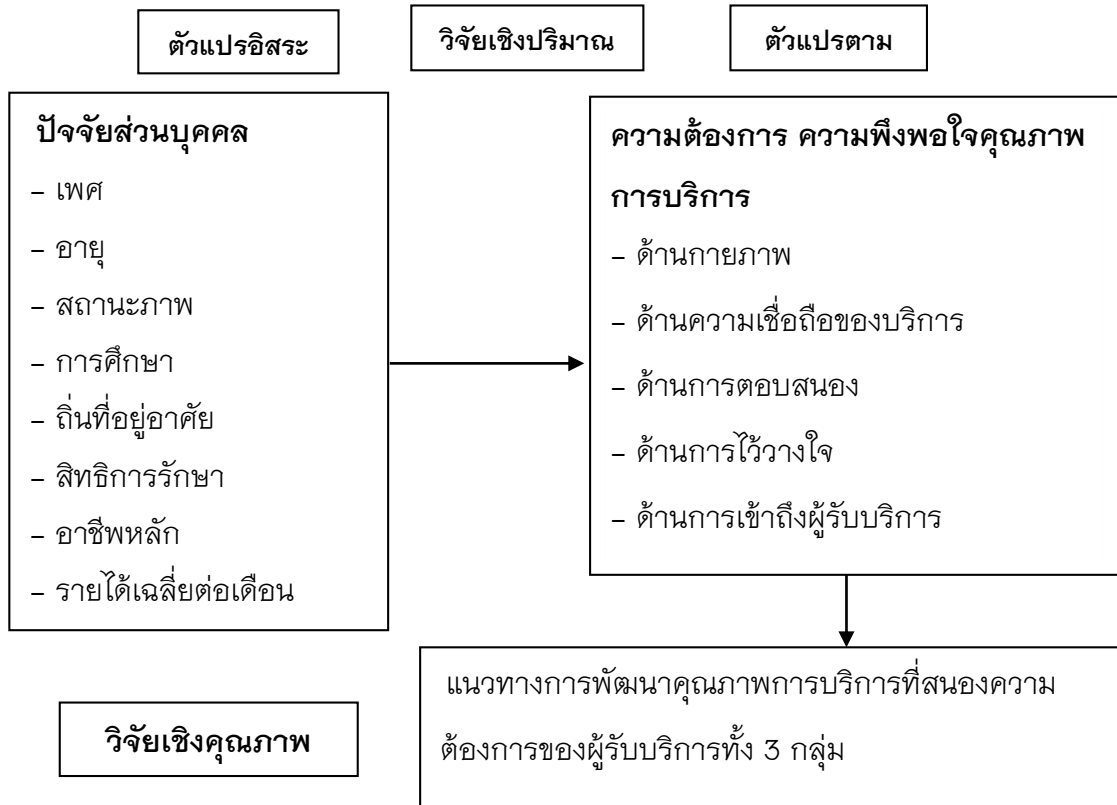 ตัวแปรอิสระ
วิจัยเชิงปริมาณ
ตัวแปรตาม
ปัจจัยส่วนบุคคล
– เพศ
– อายุ
– สถานะภาพ
– การศึกษา
– ถิ่นที่อยู่อาศัย
– สิทธิการรักษา
– อาชีพหลัก
– รายได้เฉลี่ยต่อเดือน
ความต้องการ ความพึงพอใจคุณภาพ
การบริการ
– ด้านกายภาพ
– ด้านความเชื่อถือของบริการ
– ด้านการตอบสนอง
– ด้านการไว้วางใจ
– ด้านการเข้าถึงผู้รับบริการ
วิจัยเชิงคุณภาพ
แนวทางการพัฒนาคุณภาพการบริการที่สนองความ
ต้องการของผู้รับบริการทั้ง 3 กลุ่ม